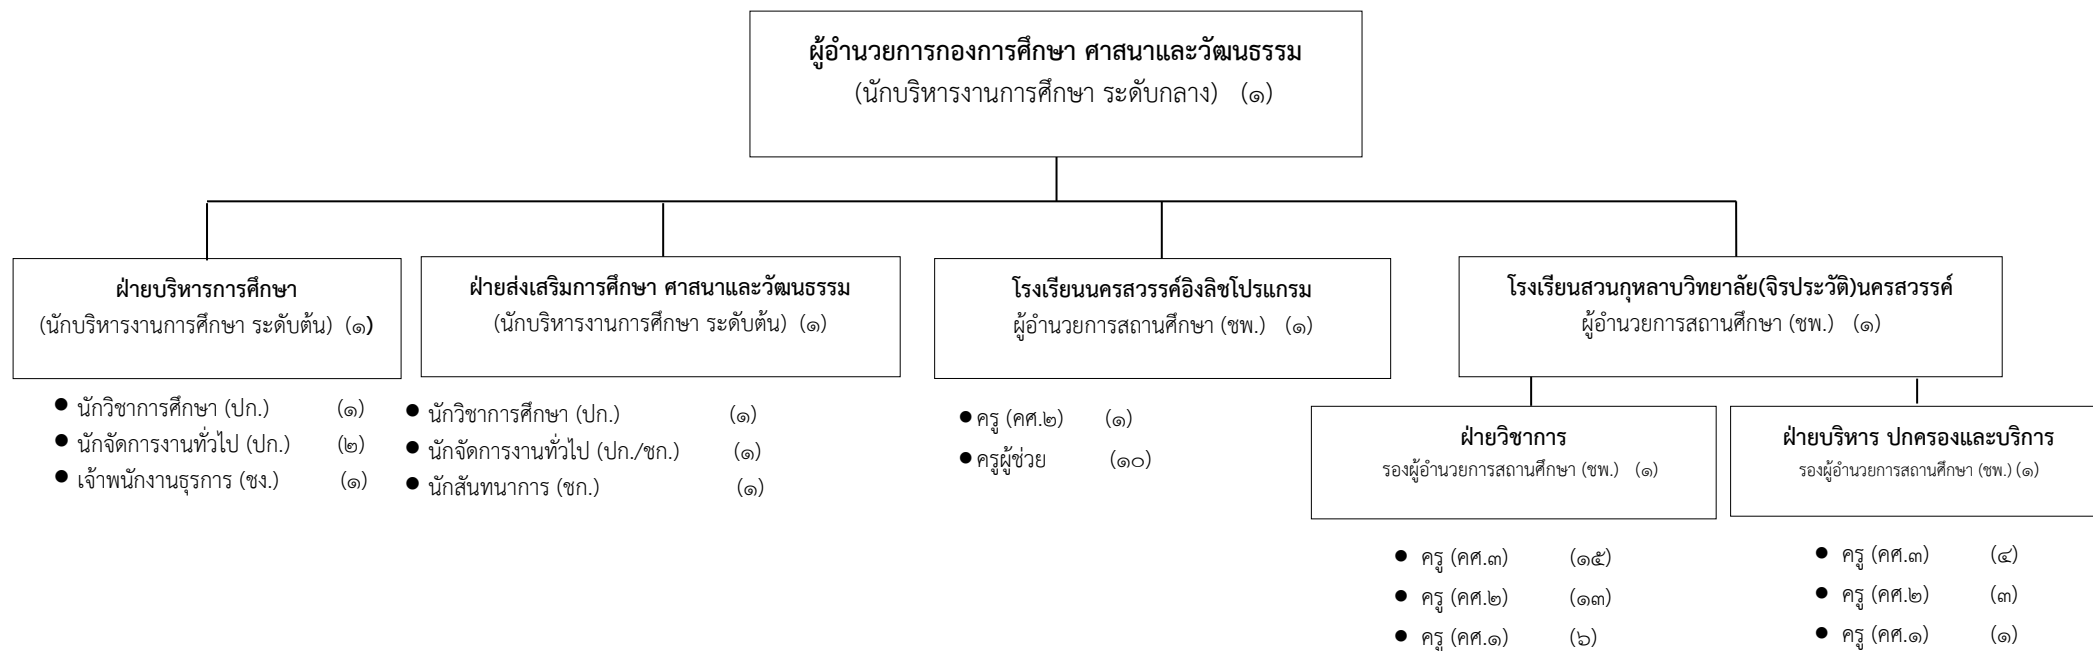 ผู้อำนวยการกองการศึกษา ศาสนาและวัฒนธรรม
(นักบริหารงานการศึกษา ระดับกลาง) (๑)
ฝ่ายบริหารการศึกษา
(นักบริหารงานการศึกษา ระดับต้น) (๑)
● นักวิชาการศึกษา (ปก.) (๑)
● นักจัดการงานทั่วไป (ปก.) (๒)
● เจ้าพนักงานธุรการ (ชง.) (๑)
ฝ่ายส่งเสริมการศึกษา ศาสนาและวัฒนธรรม
(นักบริหารงานการศึกษา ระดับต้น) (๑)
● นักวิชาการศึกษา (ปก.) (๑)
● นักจัดการงานทั่วไป (ปก./ชก.) (๑)
● นักสันทนาการ (ชก.) (๑)
โรงเรียนนครสวรรค์อิงลิชโปรแกรม
ผู้อำนวยการสถานศึกษา (ชพ.) (๑)
● ครู (คศ.๒) (๑)
● ครูผู้ช่วย (๑๐)
โรงเรียนสวนกุหลาบวิทยาลัย(จิรประวัติ)นครสวรรค์
ผู้อำนวยการสถานศึกษา (ชพ.) (๑)
ฝ่ายวิชาการ
รองผู้อำนวยการสถานศึกษา (ชพ.) (๑)
● ครู (คศ.๓) (๑๕)
● ครู (คศ.๒) (๑๓)
● ครู (คศ.๑) (๖)
ฝ่ายบริหาร ปกครองและบริการ
รองผู้อำนวยการสถานศึกษา (ชพ.) (๑)
● ครู (คศ.๓) (๔)
● ครู (คศ.๒) (๓)
● ครู (คศ.๑) (๑)